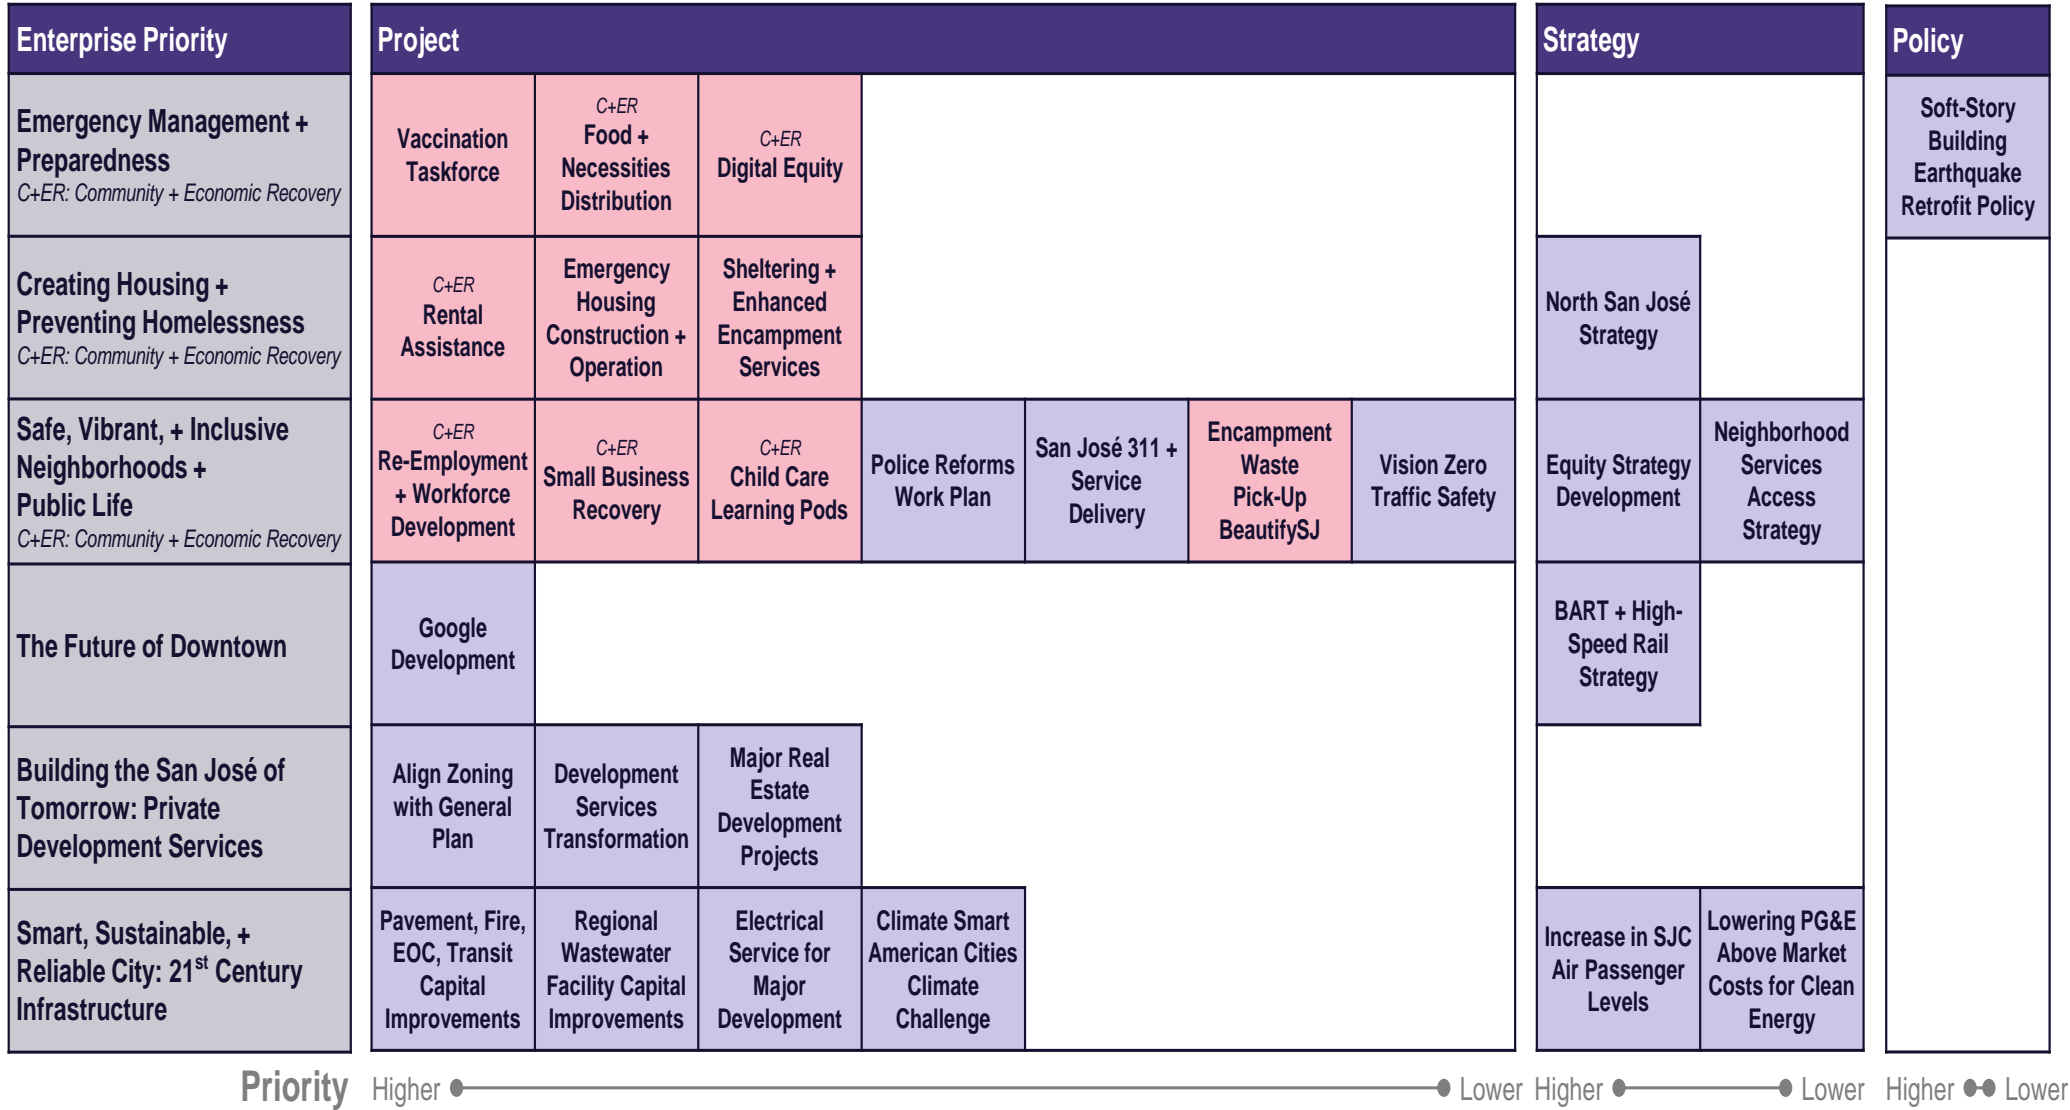 Enterprise Priority
Project
Strategy
Policy
Emergency Management +
Preparedness
C+ER: Community + Economic Recovery
Vaccination
Taskforce
C+ER
Food +
Necessities
Distribution
C+ER
Digital Equity
Soft-Story
Building
Earthquake
Retrofit Policy
Creating Housing +
Preventing Homelessness
C+ER: Community + Economic Recovery
C+ER
Rental
Assistance
Emergency
Housing
Construction +
Operation
Sheltering +
Enhanced
Encampment
Services
North San José
Strategy
Safe, Vibrant, + Inclusive
Neighborhoods +
Public Life
C+ER: Community + Economic Recovery
C+ER
Re-Employment
+ Workforce
Development
C+ER
Small Business
Recovery
C+ER
Child Care
Learning Pods
Police Reforms
Work Plan
San José 311 +
Service
Delivery
Encampment
Waste
Pick-Up
BeautifySJ
Vision Zero
Traffic Safety
Equity Strategy
Development
Neighborhood
Services
Access
Strategy
The Future of Downtown
Google
Development
BART + High-
Speed Rail
Strategy
Building the San José of
Tomorrow: Private
Development Services
Align Zoning
with General
Plan
Development
Services
Transformation
Major Real
Estate
Development
Projects
Smart, Sustainable, +
Reliable City: 21st Century
Infrastructure
Pavement, Fire,
EOC, Transit
Capital
Improvements
Regional
Wastewater
Facility Capital
Improvements
Electrical
Service for
Major
Development
Climate Smart
American Cities
Climate
Challenge
Increase in SJC
Air Passenger
Levels
Lowering PG&E
Above Market
Costs for Clean
Energy
Priority
Higher
Lower
Higher
Lower
Higher
Lower